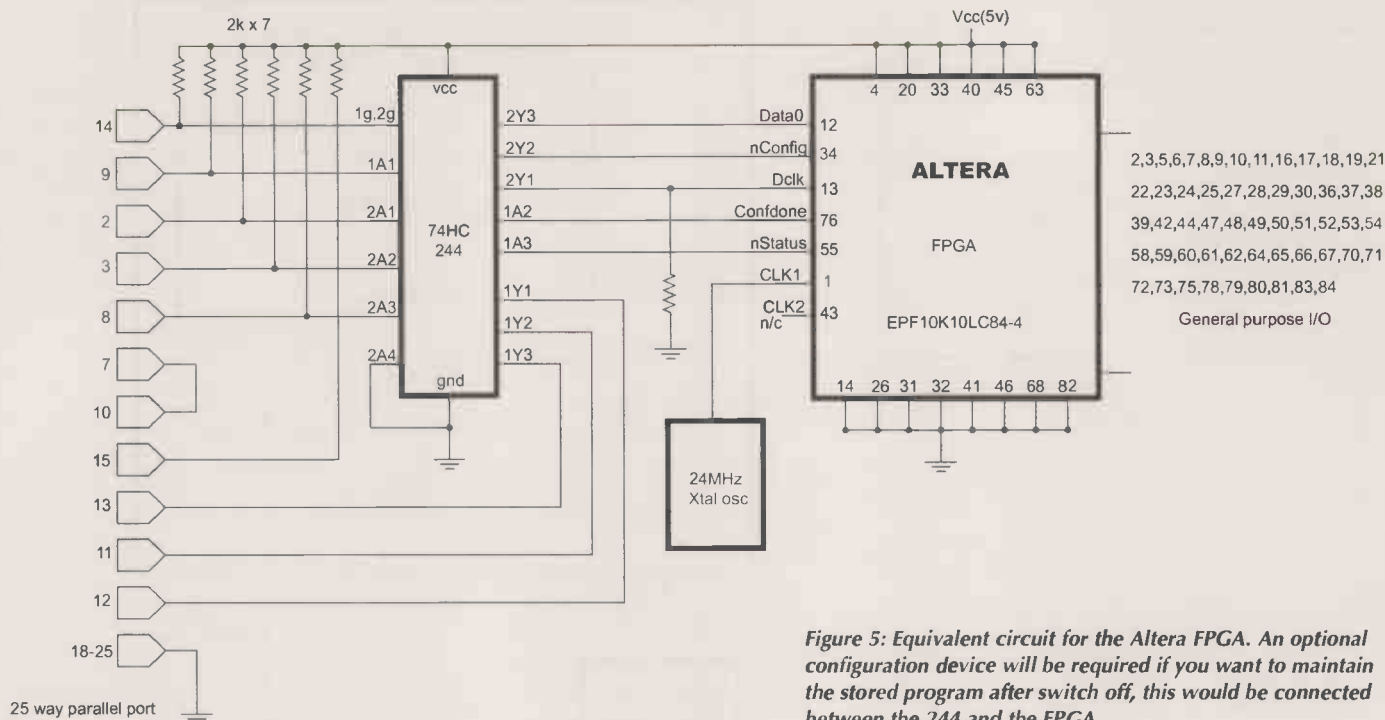 2k x 7
Vcc(5v)
vcc
4 20 33 40 45 63
14
1g,2g
2Y3
Data0
12
9
1A1
2Y2
nConfig
34
2
2A1
2Y1
Dclk
13
3
2A2
1A2
Confdone
76
8
2A3
1A3
nStatus
55
7
2A4
1Y1
CLK1
1
10
gnd
1Y2
CLK2
n/c
43
15
1Y3
13
11
12
18-25
25 way parallel port
74HC
244
ALTERA
FPGA
EPF10K10LC84-4
14 26 31 32 41 46 68 82
24MHz
Xtal osc
2,3,5,6,7,8,9,10,11,16,17,18,19,21
22,23,24,25,27,28,29,30,36,37,38
39,42,44,47,48,49,50,51,52,53,54
58,59,60,61,62,64,65,66,67,70,71
72,73,75,78,79,80,81,83,84
General purpose I/O
Figure 5: Equivalent circuit for the Altera FPGA. An optional
configuration device will be required if you want to maintain
the stored program after switch off, this would be connected
between the 244 and the FPGA